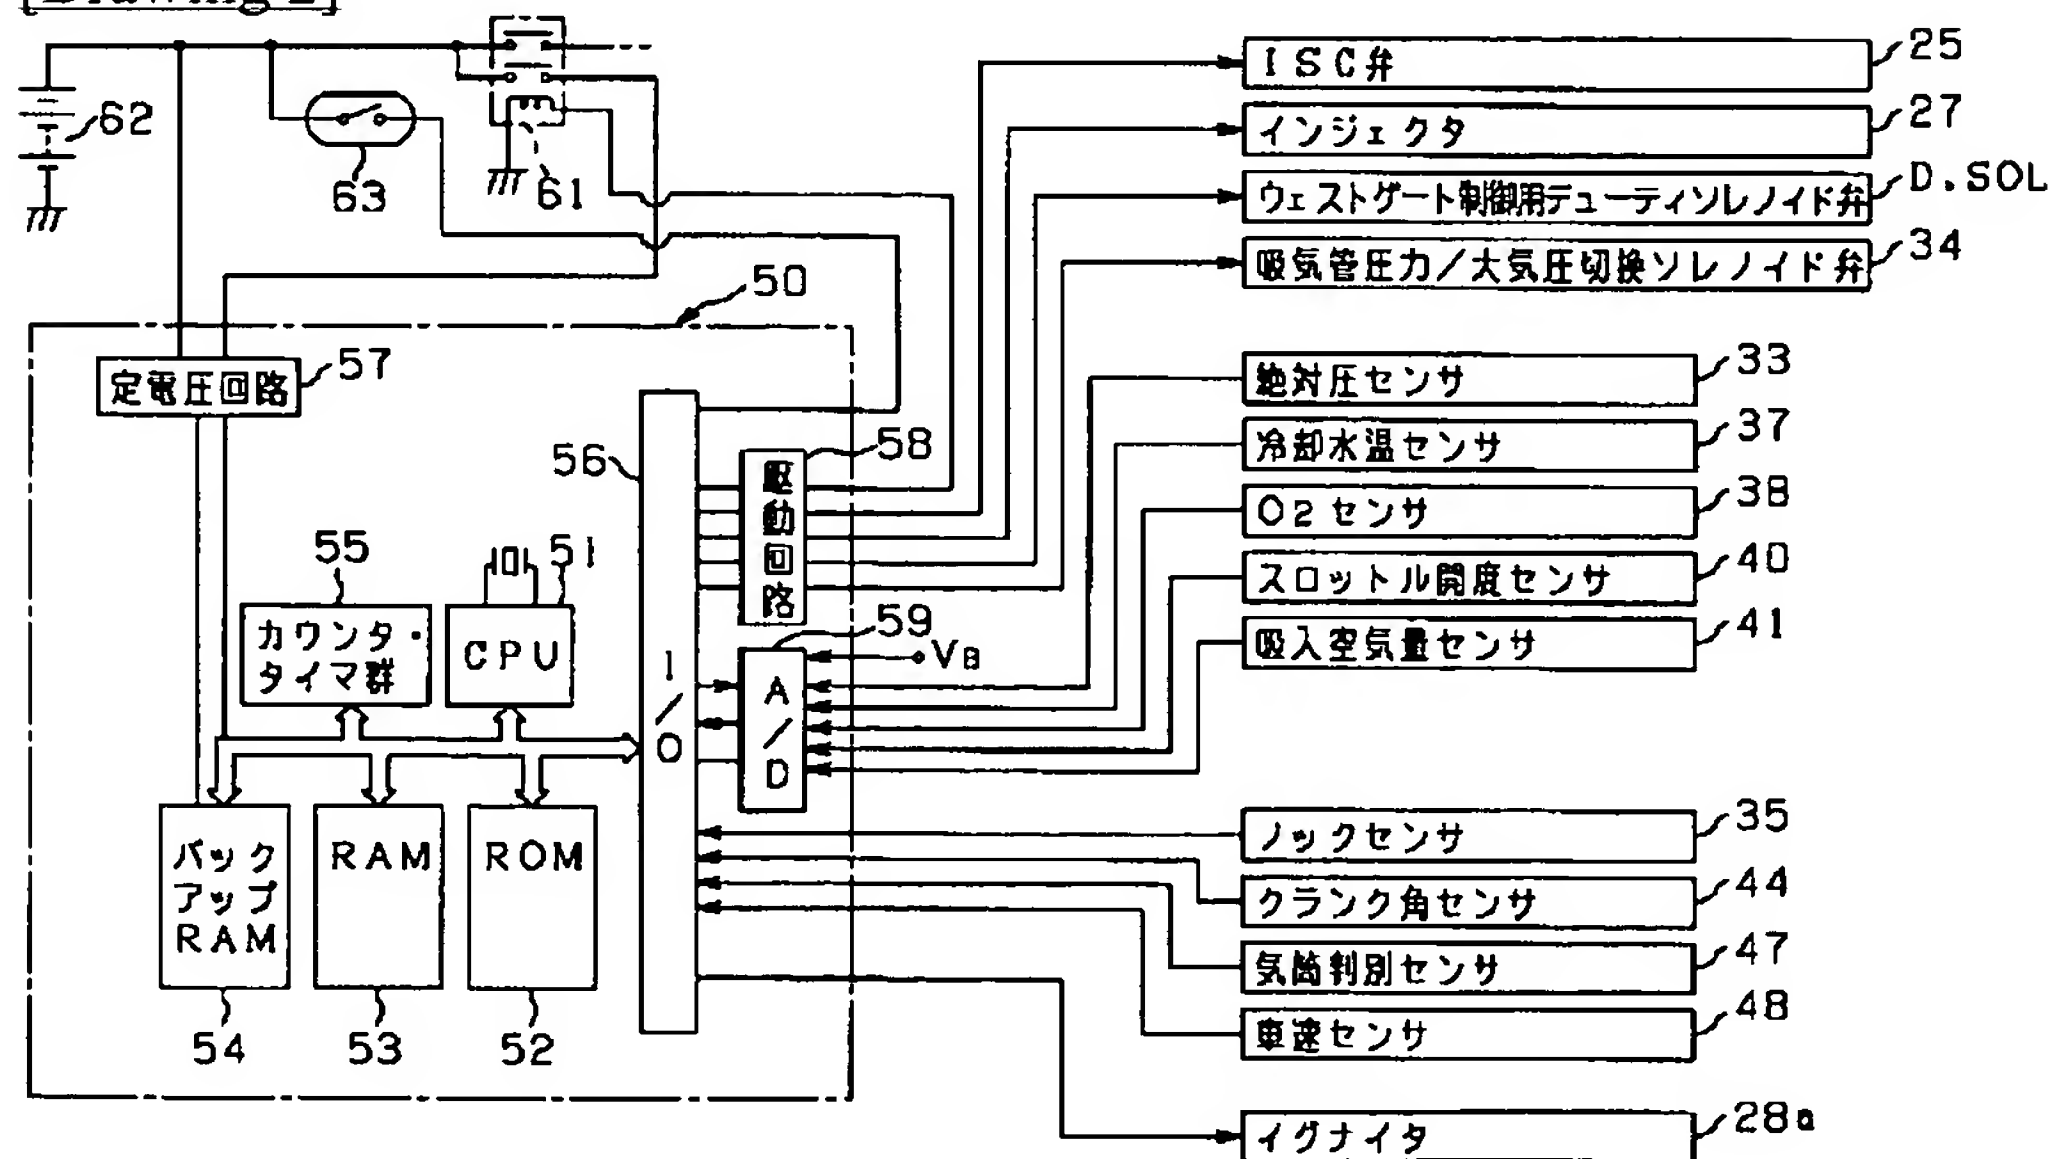 ISC弁
25
インジェクタ
27
ウェストゲート制御用デューティソレノイド弁
D.SOL
吸気管圧力/大気圧切換ソレノイド弁
34
62
63
61
50
定電圧回路
57
絶対圧センサ
33
冷却水温センサ
37
O2センサ
38
スロットル開度センサ
40
吸入空気量センサ
41
56
58
駆動回路
55
51
カウンタ・
タイマ群
CPU
I/O
59
VB
A/D
バック
アップ
RAM
RAM
ROM
54
53
52
ノックセンサ
35
クランク角センサ
44
気筒判別センサ
47
車速センサ
48
イグナイタ
28a